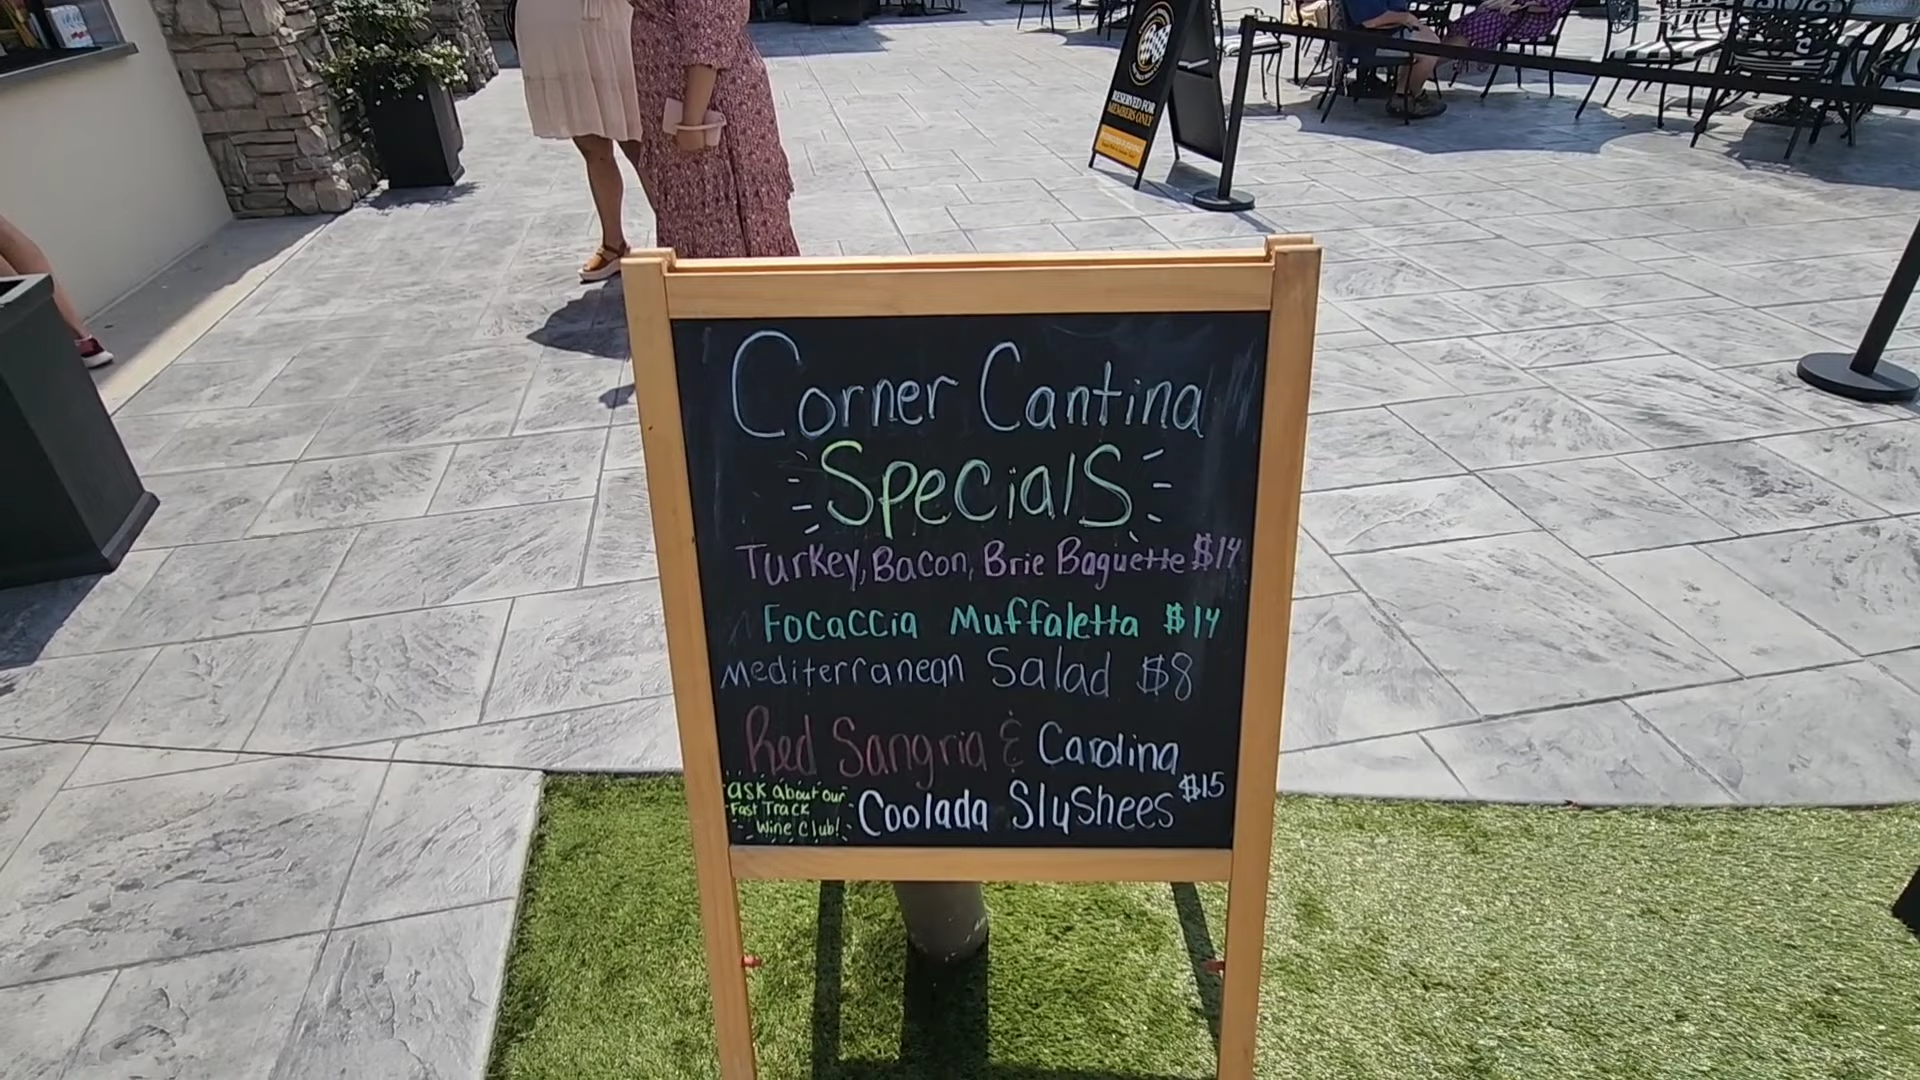 RESERVED FOR
MEMBERS ONLY
Corner Cantina
Specials
Turkey, Bacon, Brie Baguette $14
Focaccia Muffaletta $14
Mediterranean Salad $8
Red Sangria & Carolina
Coolada Slushees $15
ask about our
Fast Track
Wine Club!